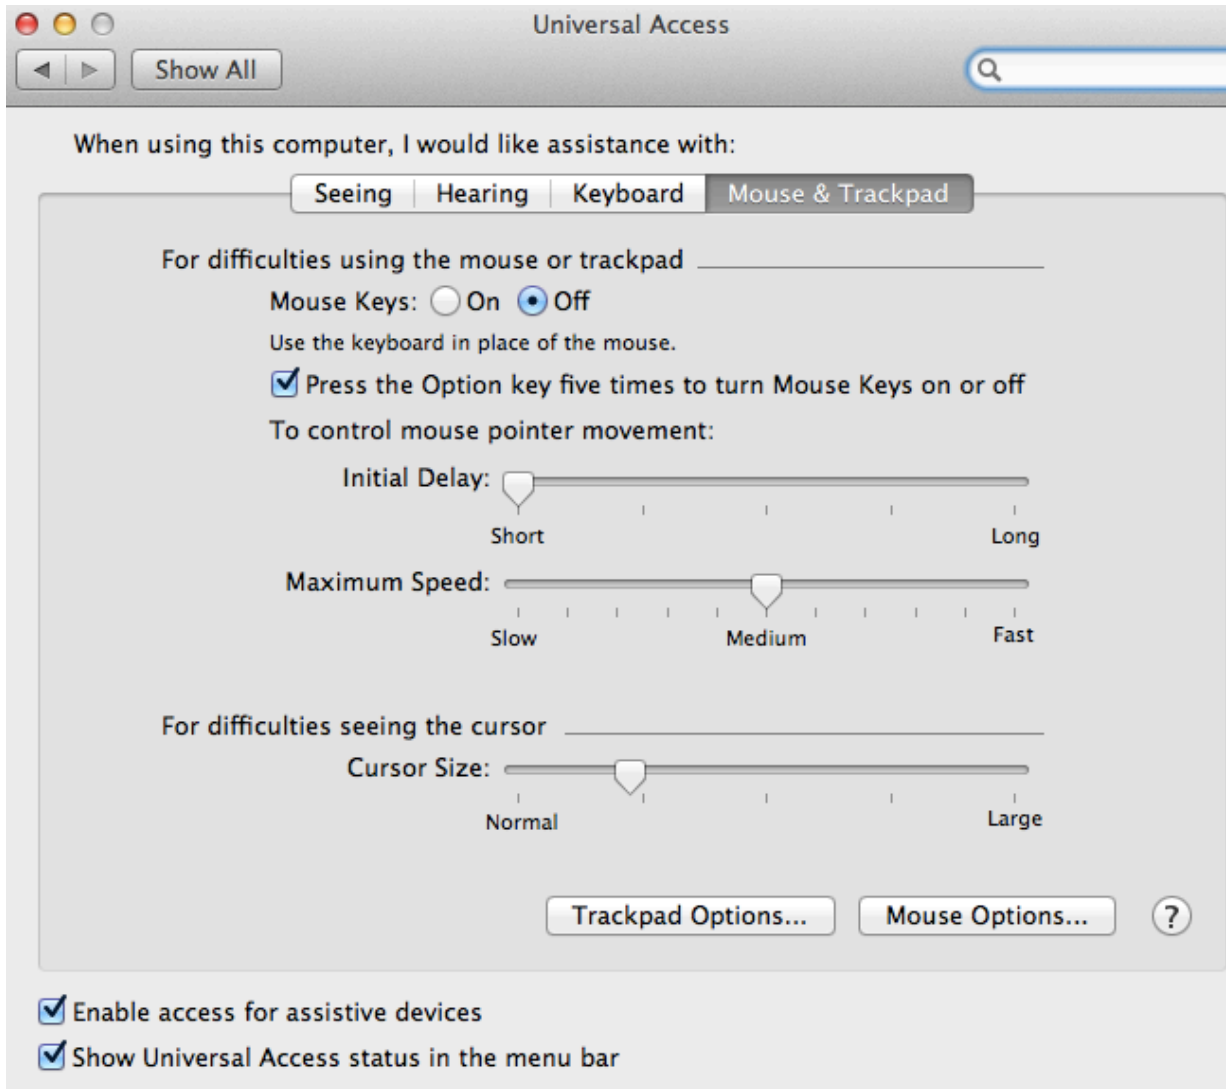 Universal Access
Show All
When using this computer, I would like assistance with:
Seeing Hearing Keyboard Mouse & Trackpad
For difficulties using the mouse or trackpad
Mouse Keys: On Off
Use the keyboard in place of the mouse.
Press the Option key five times to turn Mouse Keys on or off
To control mouse pointer movement:
Initial Delay:
Short Long
Maximum Speed:
Slow Medium Fast
For difficulties seeing the cursor
Cursor Size:
Normal Large
Trackpad Options... Mouse Options... ?
Enable access for assistive devices
Show Universal Access status in the menu bar